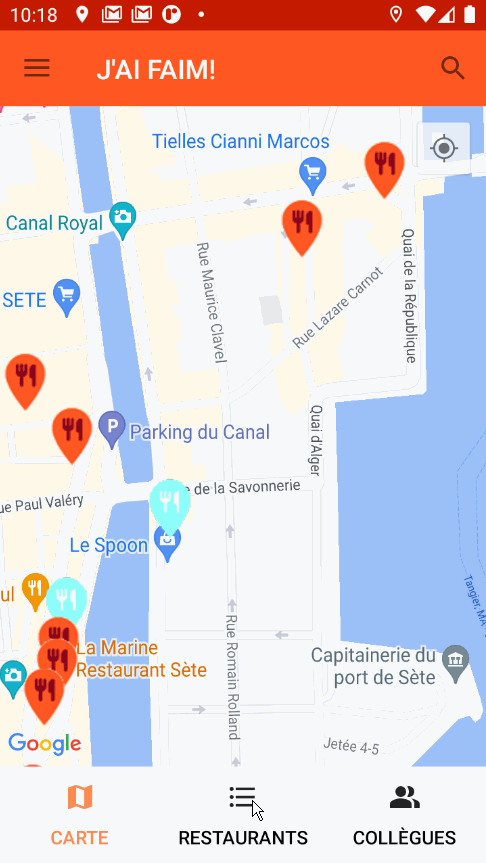 10:18
J'AI FAIM!
Tielles Cianni Marcos
Canal Royal
Rue Maurice Clavel
Quai de la République
SETE
Rue Lazare Carnot
P
Parking du Canal
Quai d'Alger
ue Paul Valéry
e de la Savonnerie
Le Spoon
ul
Tangier, MA
La Marine
Restaurant Sète
Rue Romain Rolland
Capitainerie du
port de Sète
Jetée 4-5
Google
CARTE
RESTAURANTS
COLLÈGUES